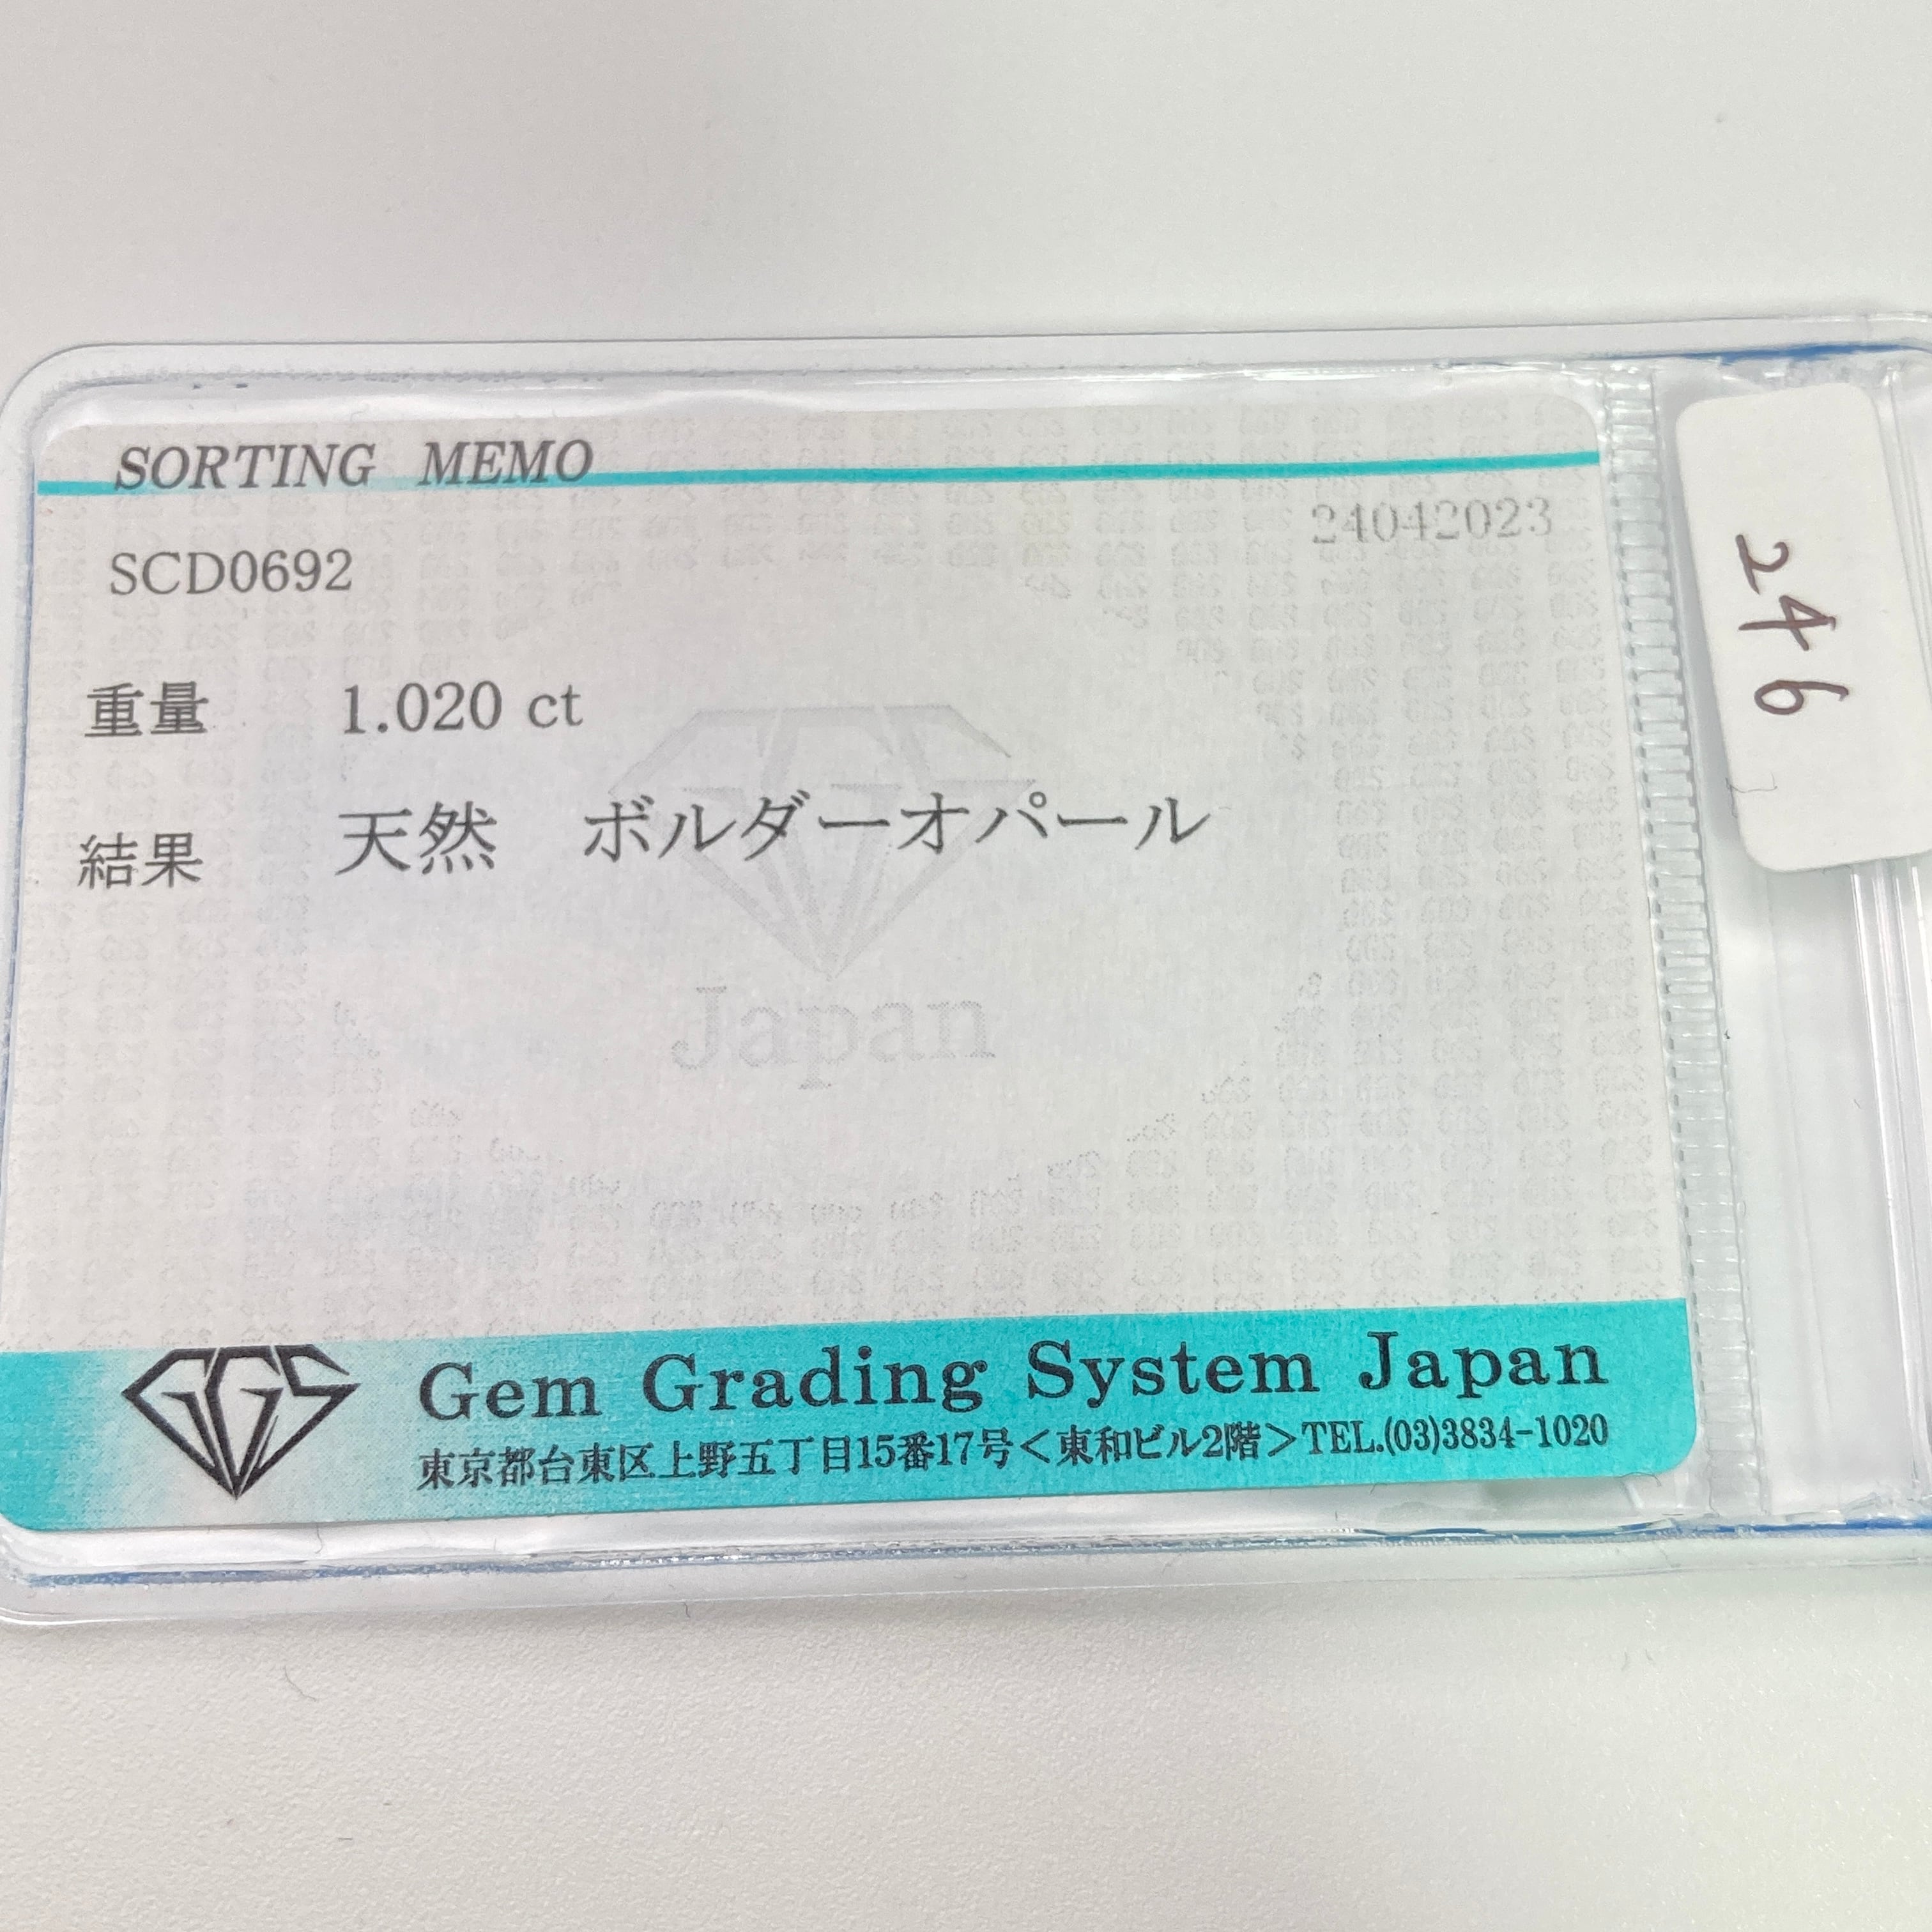 SORTING MEMO
24042023
SCD0692
重量 1.020 ct
結果 天然 ボルダーオパール
Japan
GGS
Gem Grading System Japan
東京都台東区上野五丁目15番17号<東和ビル2階>TEL.(03)3834-1020
246